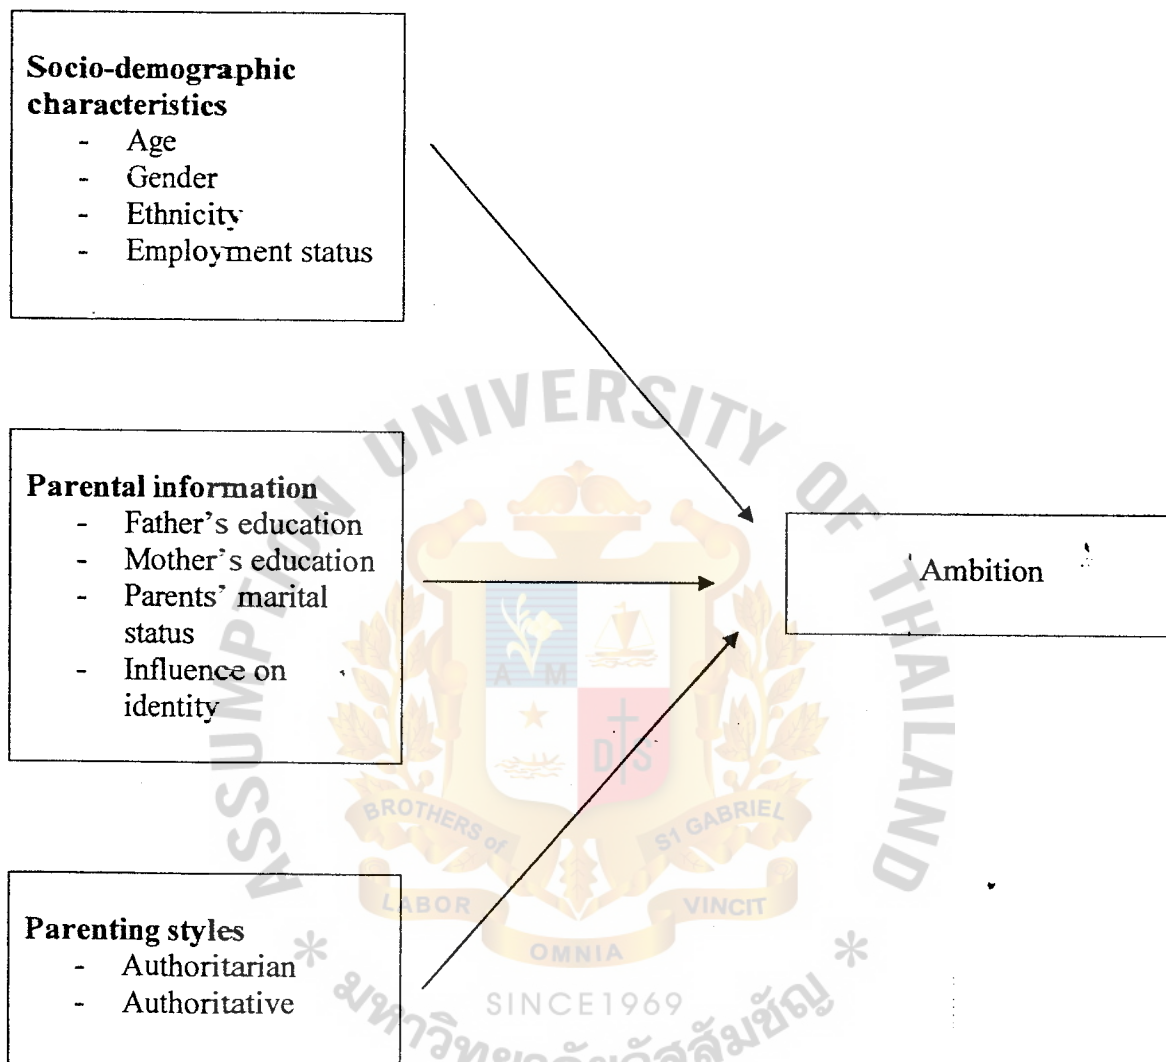 Socio-demographic
characteristics
- Age
- Gender
- Ethnicity
- Employment status
Parental information
- Father's education
- Mother's education
- Parents' marital
status
- Influence on
identity
Parenting styles
- Authoritarian
- Authoritative
Ambition
ASSUMPTION UNIVERSITY OF THAILAND
A M
D S
BROTHERS of
S1 GABRIEL
LABOR
OMNIA
VINCIT
SINCE1969
* *